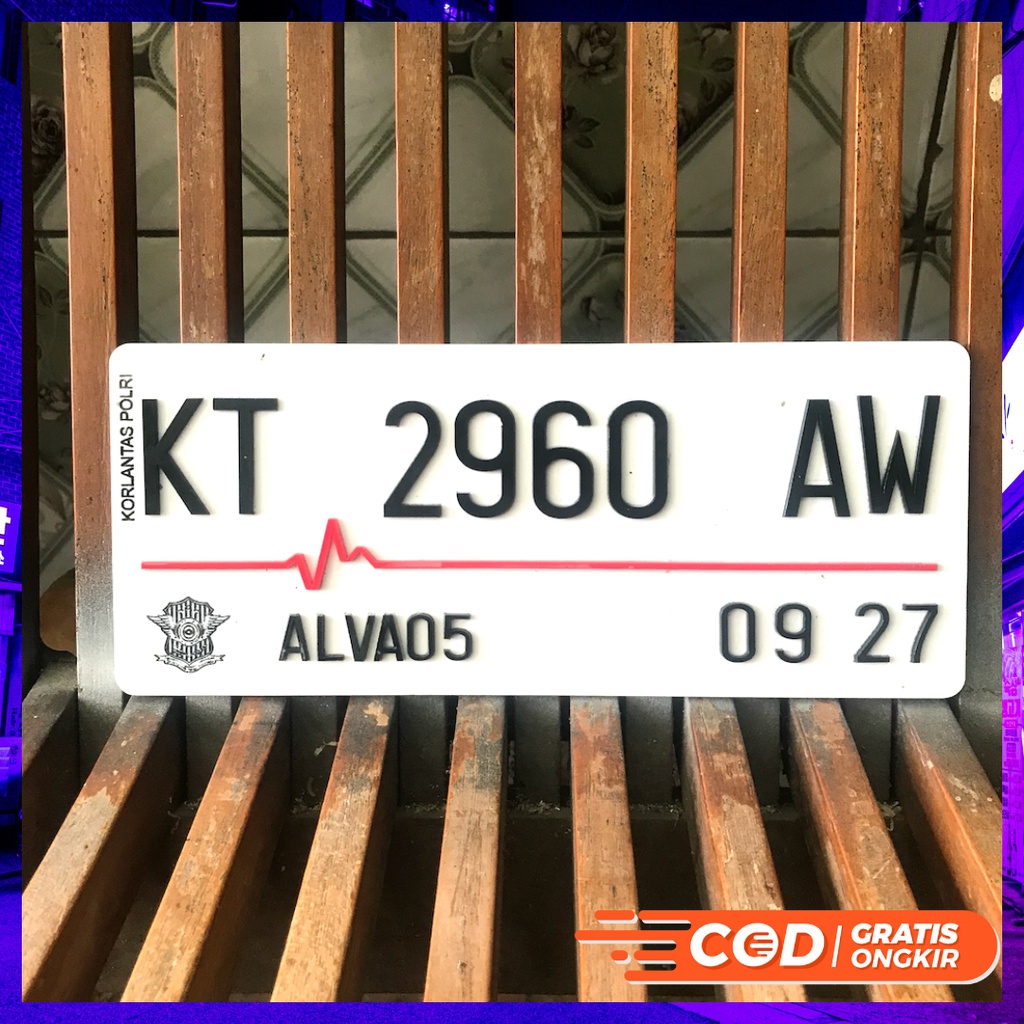 KORLANTAS POLRI
KT 2960 AW
ALVA05
09 27
COD | GRATIS ONGKIR